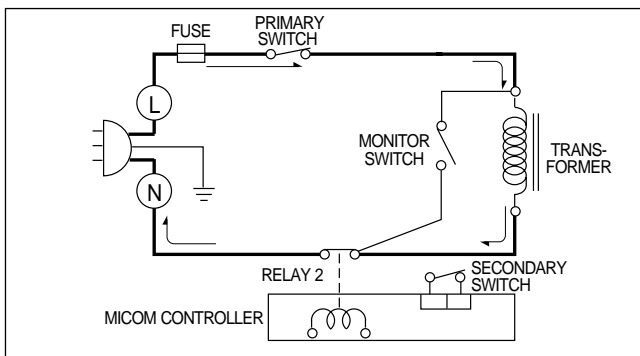 FUSE
PRIMARY
SWITCH
L
MONITOR
SWITCH
TRANS-
FORMER
N
RELAY 2
SECONDARY
SWITCH
MICOM CONTROLLER